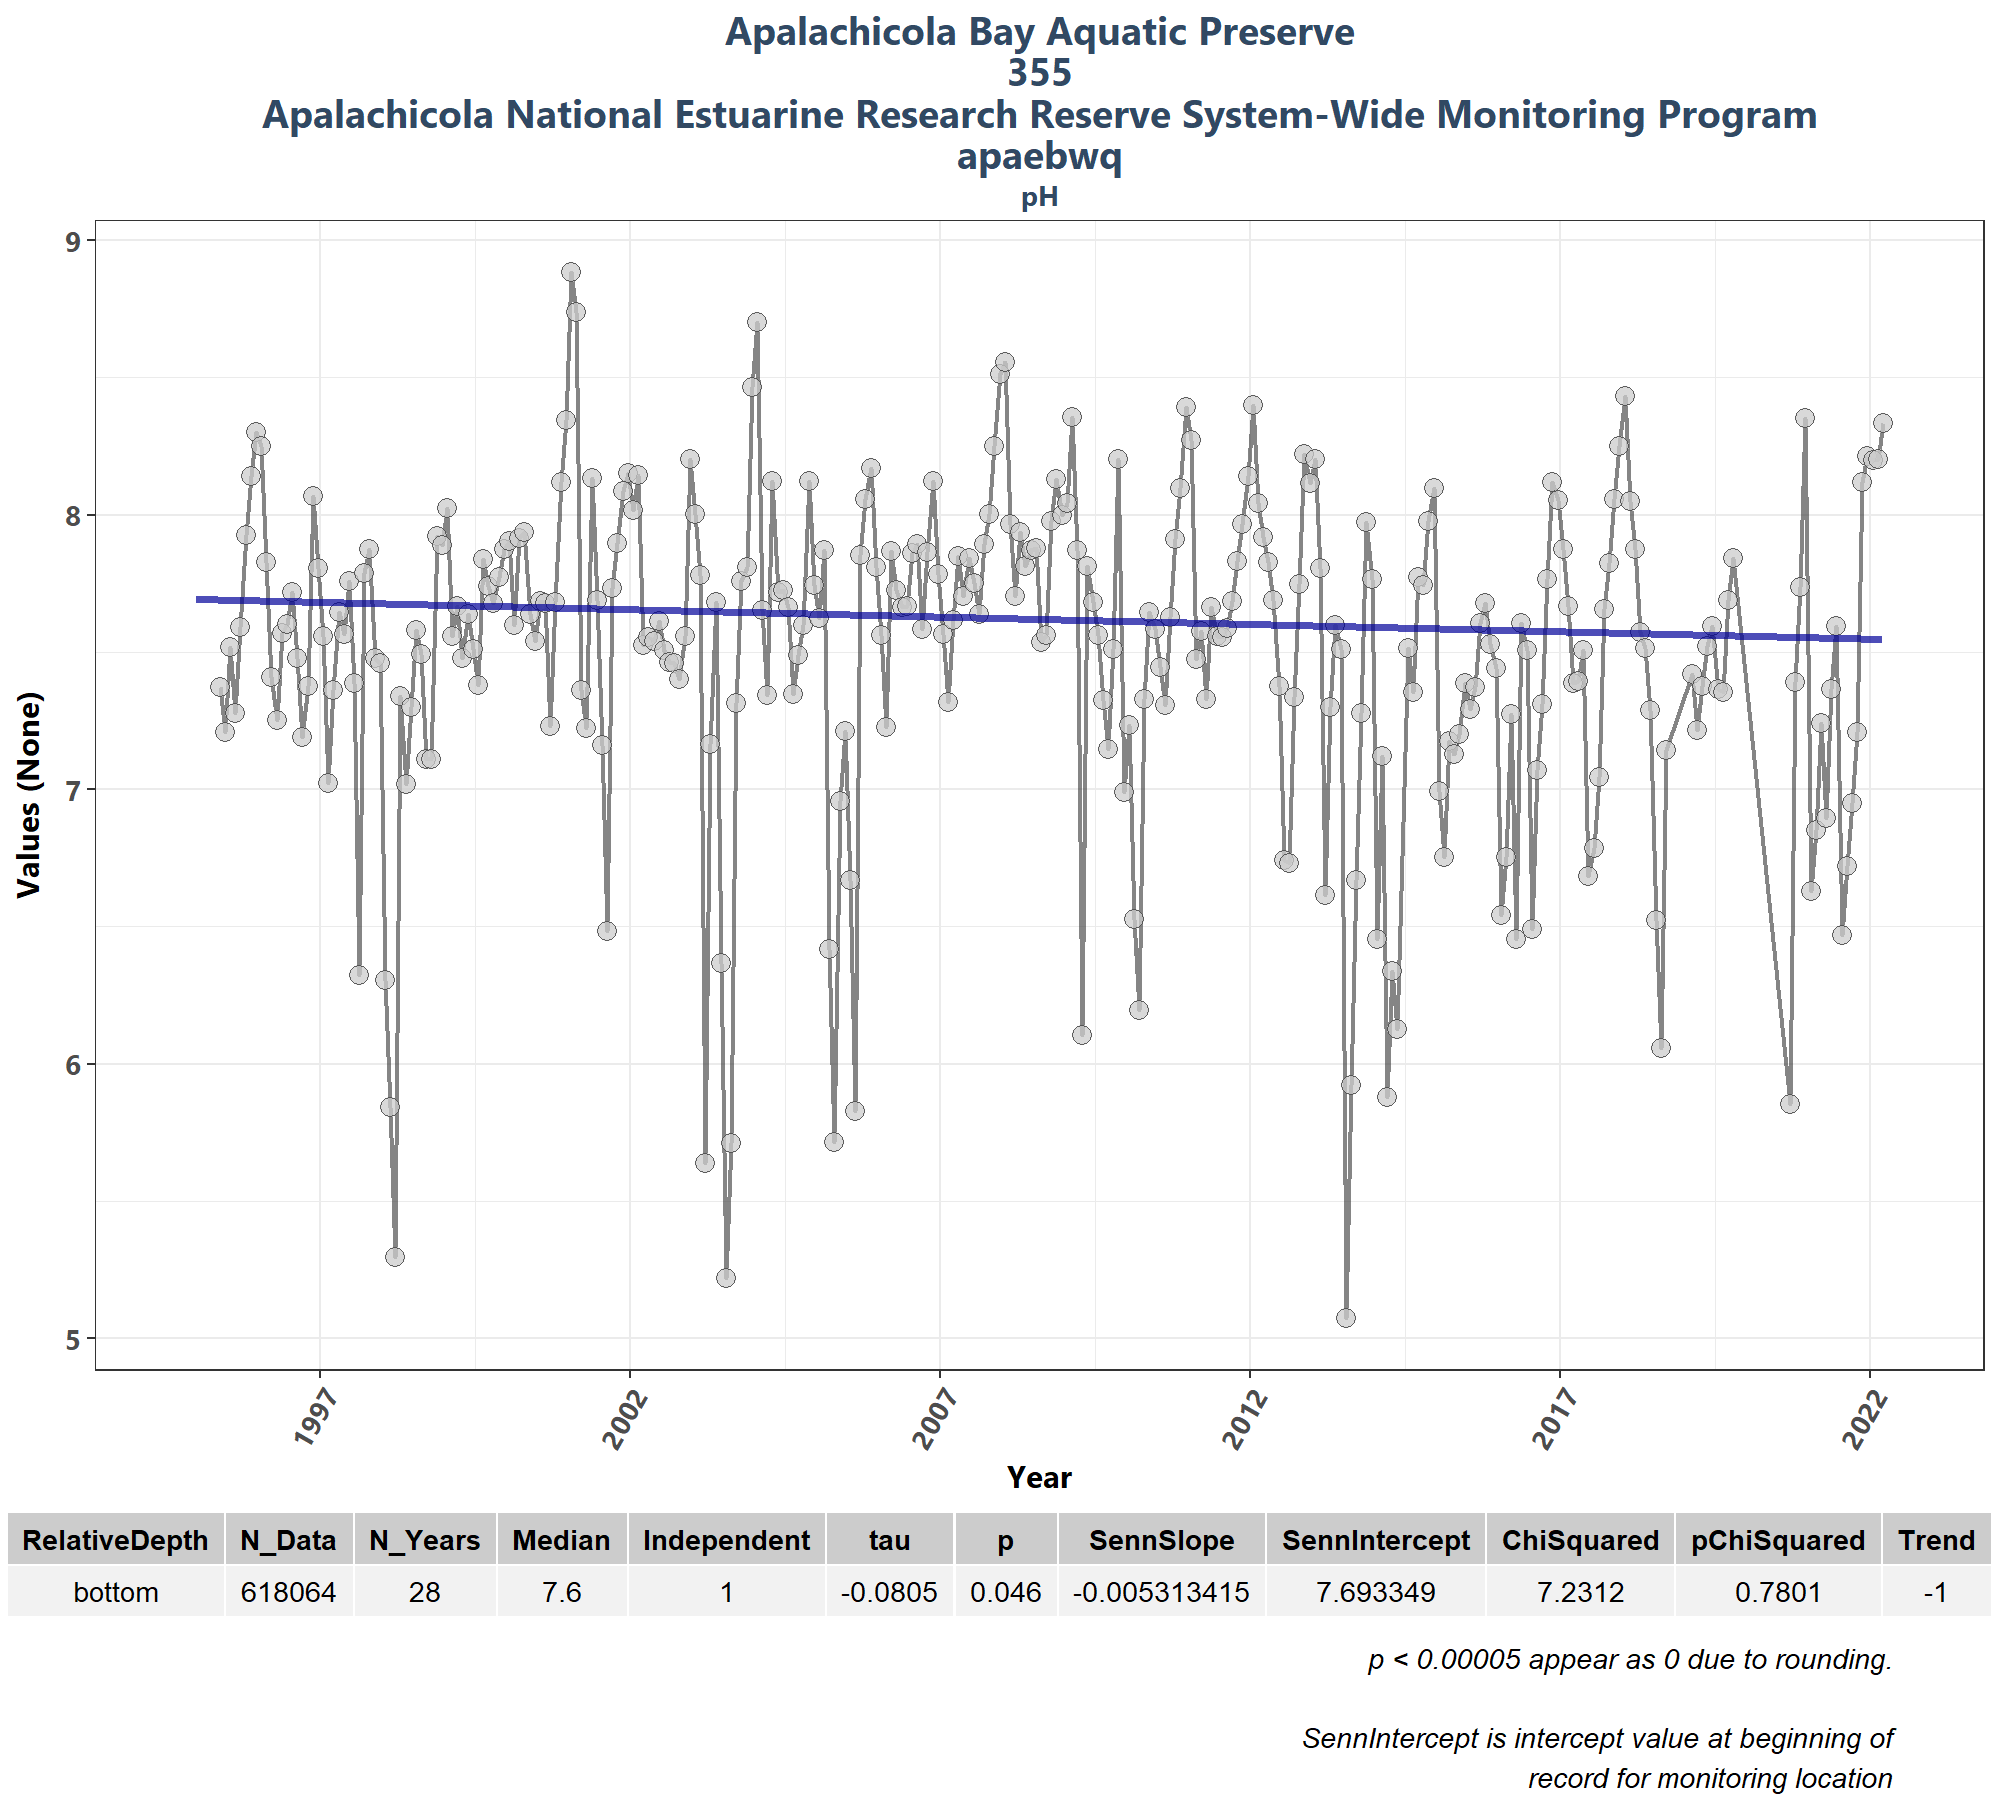 Apalachicola Bay Aquatic Preserve
355
Apalachicola National Estuarine Research Reserve System-Wide Monitoring Program
apaebwq
pH
9
8
7
6
5
Values (None)
1997 2002 2007 2012 2017 2022
Year
RelativeDepth N_Data N_Years Median Independent tau p SennSlope SennIntercept ChiSquared pChiSquared Trend
bottom 618064 28 7.6 1 -0.0805 0.046 -0.005313415 7.693349 7.2312 0.7801 -1
p < 0.00005 appear as 0 due to rounding.
SennIntercept is intercept value at beginning of
record for monitoring location